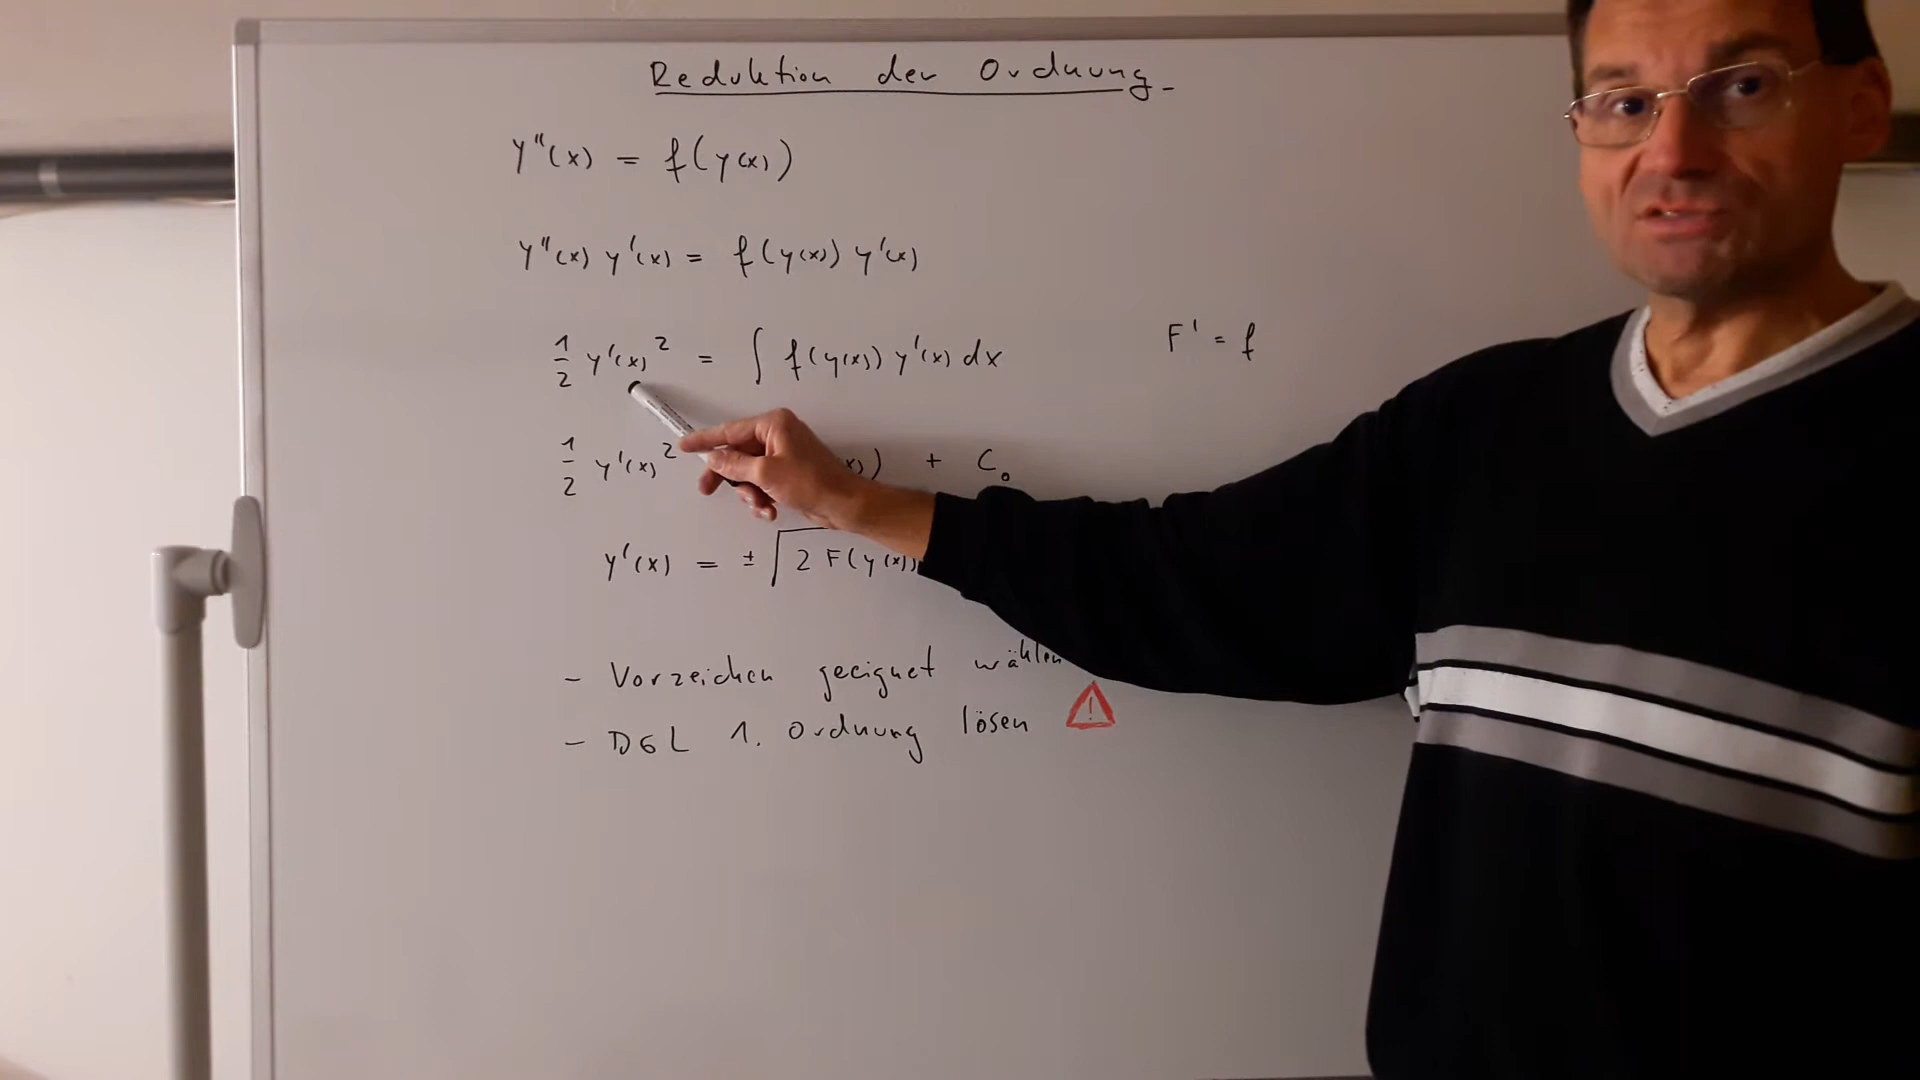 Reduktion der Ordnung
y''(x) = f(y(x))
y''(x) y'(x) = f(y(x)) y'(x)
1/2 y'(x)² = ∫ f(y(x)) y'(x) dx
F' = f
1/2 y'(x)² x)) + C₀
y'(x) = ± √ 2 F(y(x))
- Vorzeichen geeignet wählen
- DGL 1. Ordnung lösen
!